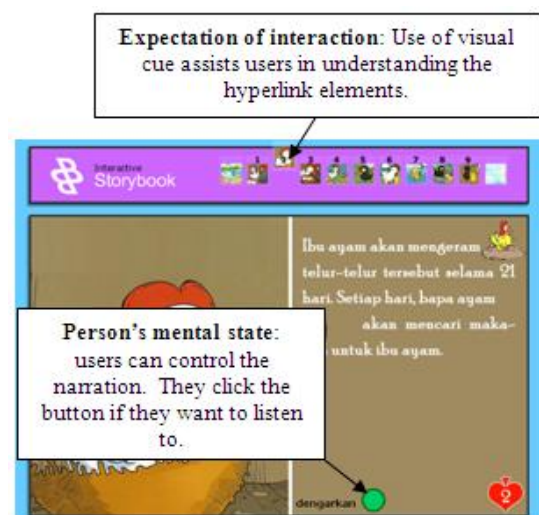 Expectation of interaction: Use of visual
cue assists users in understanding the
hyperlink elements.
Interactive
Storybook
1 3 4 5 6 7 8 9
Ibu ayam akan mengeram
telur-telur tersebut selama 21
hari. Setiap hari, bapa ayam
akan mencari maka-
untuk ibu ayam.
Person's mental state:
users can control the
narration. They click the
button if they want to listen
to.
dengarkan
2